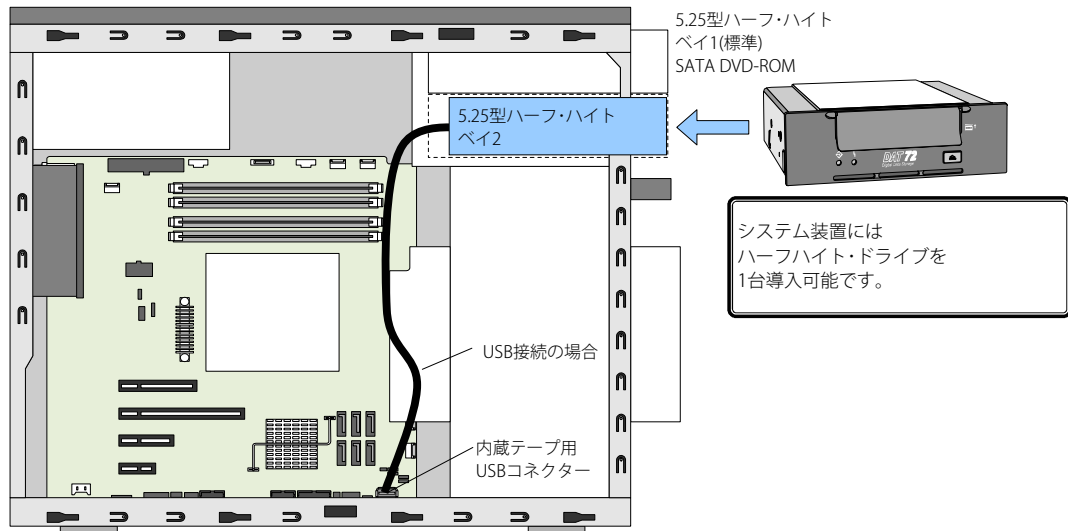 5.25型ハーフ・ハイト
ベイ1(標準)
SATA DVD-ROM
5.25型ハーフ・ハイト
ベイ2
DAT 72
システム装置には
ハーフハイト・ドライブを
1台導入可能です。
USB接続の場合
内蔵テープ用
USBコネクター